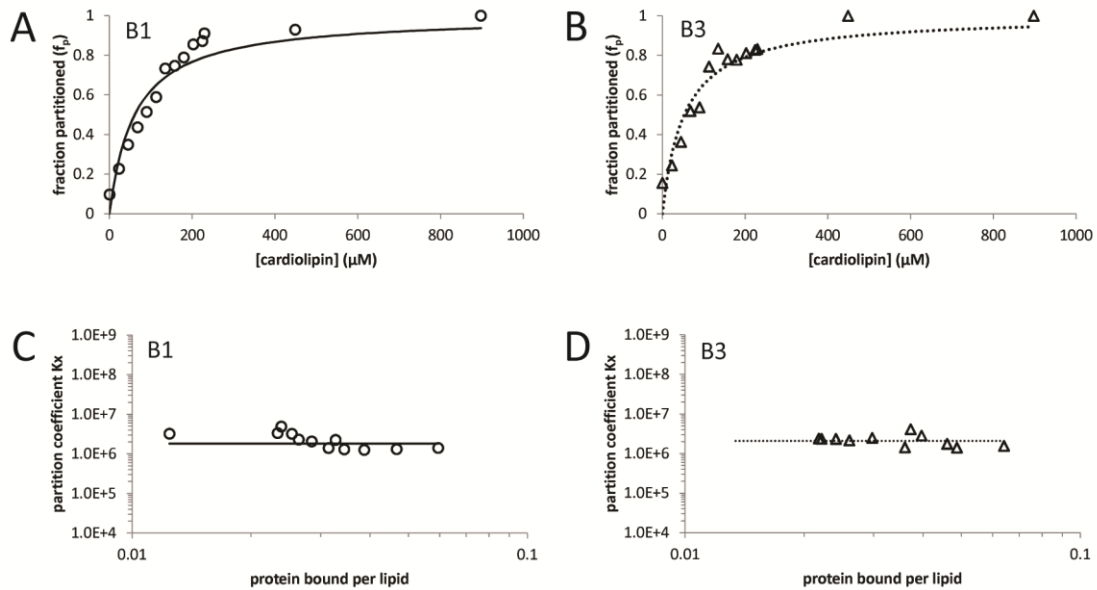 A
B1
fraction partitioned (fp)
1
0.8
0.6
0.4
0.2
0
0 200 400 600 800 1000
[cardiolipin] (μM)
B
B3
fraction partitioned (fp)
1
0.8
0.6
0.4
0.2
0
0 200 400 600 800 1000
[cardiolipin] (μM)
C
B1
partition coefficient Kx
1.0E+9
1.0E+8
1.0E+7
1.0E+6
1.0E+5
1.0E+4
0.01 0.1
protein bound per lipid
D
B3
partition coefficient Kx
1.0E+9
1.0E+8
1.0E+7
1.0E+6
1.0E+5
1.0E+4
0.01 0.1
protein bound per lipid